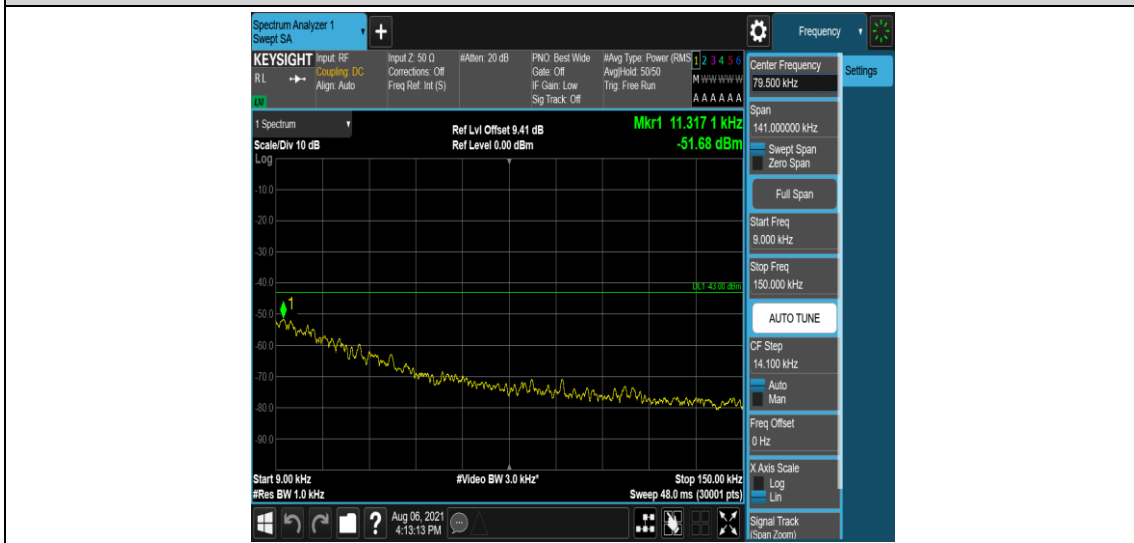 Spectrum Analyzer 1
Swept SA
+
Frequency
KEYSIGHT
RL
LXI
Input: RF
Coupling: DC
Align: Auto
Input Z: 50 Ω
Corrections: Off
Freq Ref: Int (S)
#Atten: 20 dB
PNO: Best Wide
Gate: Off
IF Gain: Low
Sig Track: Off
#Avg Type: Power (RMS
Avg|Hold: 50/50
Trig: Free Run
1 2 3 4 5 6
M W W W W W
A A A A A A
Center Frequency
79.500 kHz
Settings
1 Spectrum
Scale/Div 10 dB
Ref Lvl Offset 9.41 dB
Ref Level 0.00 dBm
Mkr1 11.317 1 kHz
-51.68 dBm
Log
-10.0
-20.0
-30.0
-40.0
-50.0
-60.0
-70.0
-80.0
-90.0
DL1 -43.00 dBm
1
Span
141.000000 kHz
Swept Span
Zero Span
Full Span
Start Freq
9.000 kHz
Stop Freq
150.000 kHz
AUTO TUNE
CF Step
14.100 kHz
Auto
Man
Freq Offset
0 Hz
X Axis Scale
Log
Lin
Signal Track
(Span Zoom)
Start 9.00 kHz
#Res BW 1.0 kHz
#Video BW 3.0 kHz*
Stop 150.00 kHz
Sweep 48.0 ms (30001 pts)
?
Aug 06, 2021
4:13:13 PM